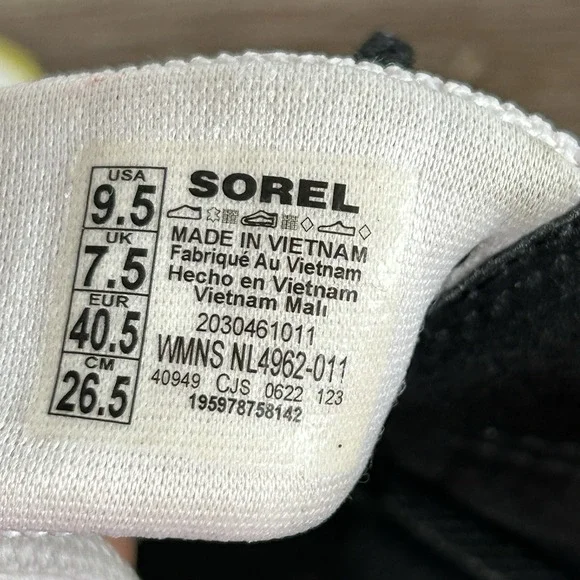 USA
9.5
UK
7.5
EUR
40.5
CM
26.5
SOREL
MADE IN VIETNAM
Fabriqué Au Vietnam
Hecho en Vietnam
Vietnam Malı
2030461011
WMNS NL4962-011
40949 CJS 0622 123
195978758142